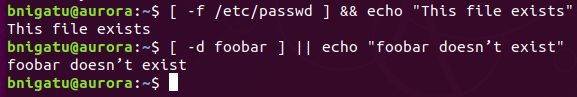 bnigatu@aurora:~$ [ -f /etc/passwd ] && echo "This file exists"
This file exists
bnigatu@aurora:~$ [ -d foobar ] || echo "foobar doesn’t exist"
foobar doesn’t exist
bnigatu@aurora:~$